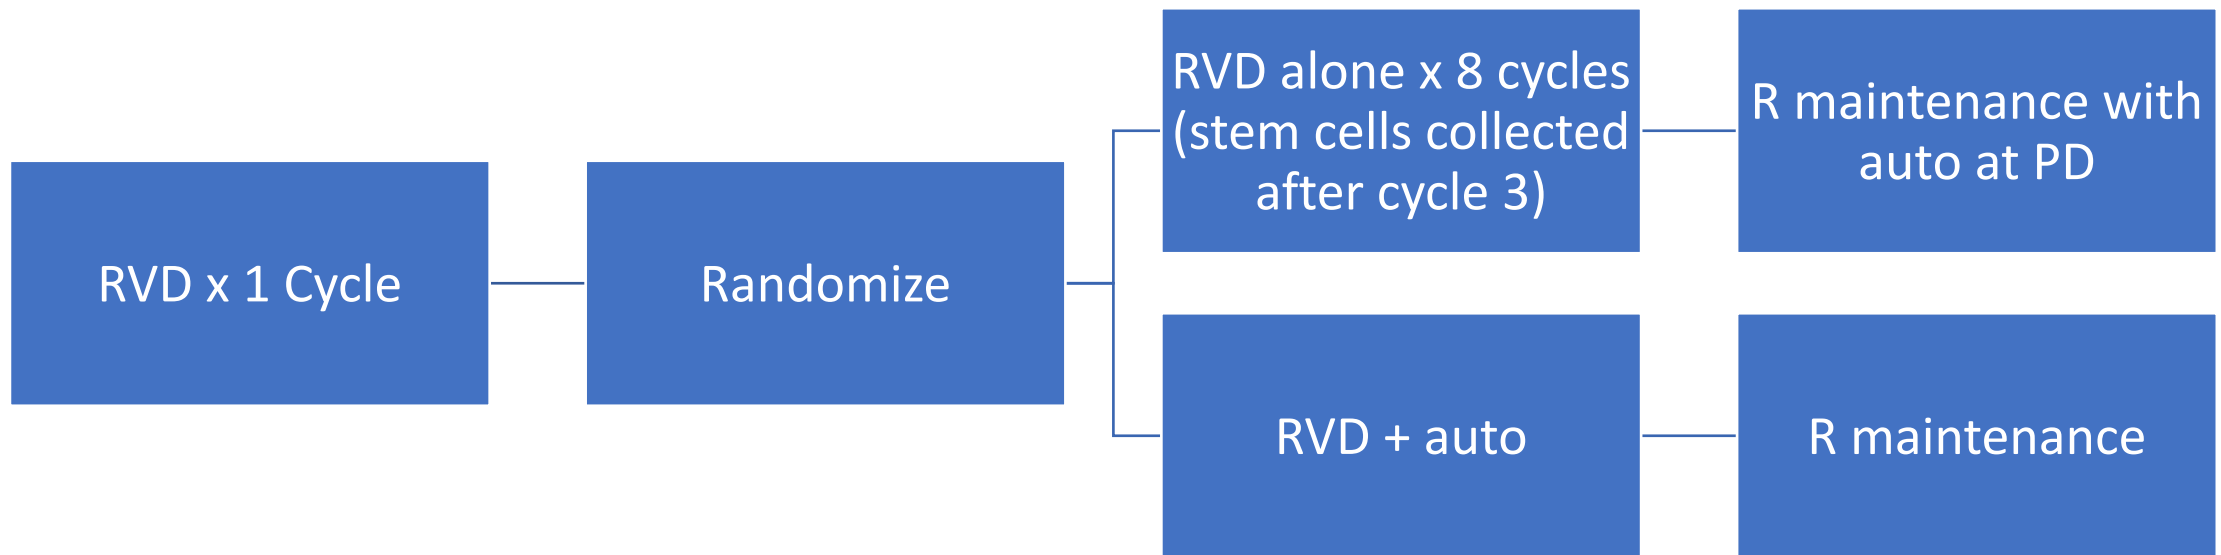 RVD x 1 Cycle
Randomize
RVD alone x 8 cycles
(stem cells collected
after cycle 3)
R maintenance with
auto at PD
RVD + auto
R maintenance